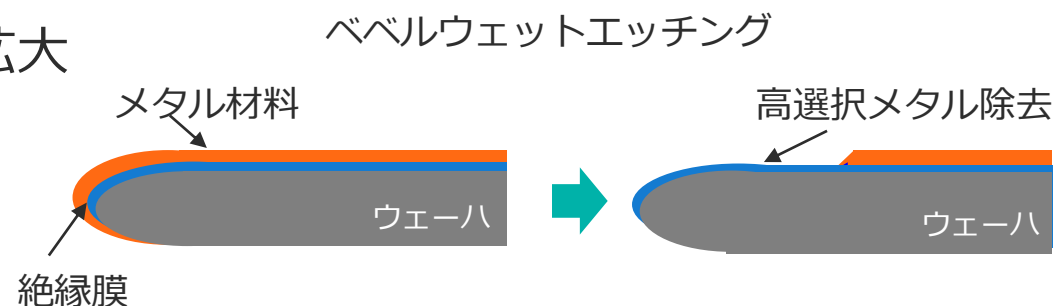 拡大
ベベルウェットエッチング
メタル材料
高選択メタル除去
ウェーハ
ウェーハ
絶縁膜